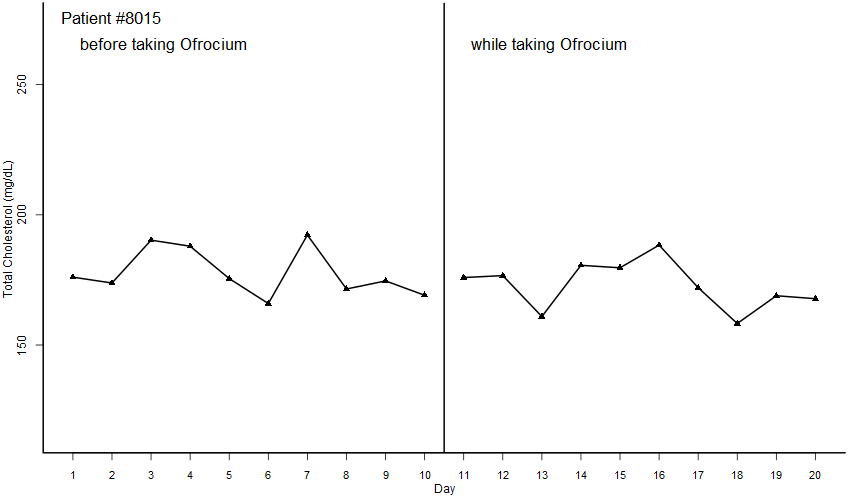 Patient #8015
before taking Ofrocium
while taking Ofrocium
Total Cholesterol (mg/dL)
250
200
150
1 2 3 4 5 6 7 8 9 10 11 12 13 14 15 16 17 18 19 20
Day